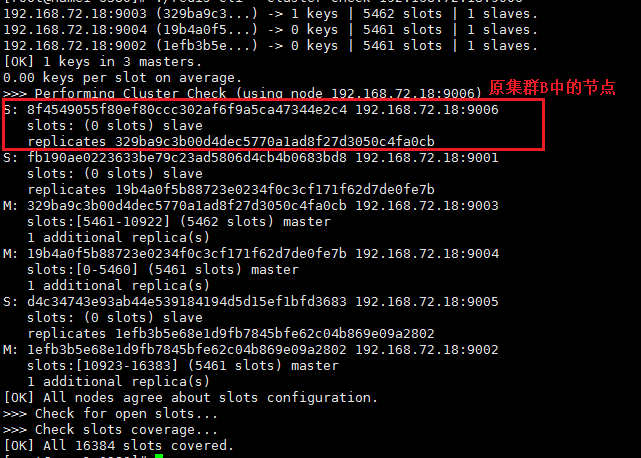 192.168.72.18:9003 (329ba9c3...) -> 1 keys | 5462 slots | 1 slaves.
192.168.72.18:9004 (19b4a0f5...) -> 0 keys | 5461 slots | 1 slaves.
192.168.72.18:9002 (1efb3b5e...) -> 0 keys | 5461 slots | 1 slaves.
[OK] 1 keys in 3 masters.
0.00 keys per slot on average.
>>> Performing Cluster Check (using node 192.168.72.18:9006)
原集群B中的节点
S: 8f4549055f80ef80ccc302af6f9a5ca47344e2c4 192.168.72.18:9006
slots: (0 slots) slave
replicates 329ba9c3b00d4dec5770a1ad8f27d3050c4fa0cb
S: fb190ae0223633be79c23ad5806d4cb4b0683bd8 192.168.72.18:9001
slots: (0 slots) slave
replicates 19b4a0f5b88723e0234f0c3cf171f62d7de0fe7b
M: 329ba9c3b00d4dec5770a1ad8f27d3050c4fa0cb 192.168.72.18:9003
slots:[5461-10922] (5462 slots) master
1 additional replica(s)
M: 19b4a0f5b88723e0234f0c3cf171f62d7de0fe7b 192.168.72.18:9004
slots:[0-5460] (5461 slots) master
1 additional replica(s)
S: d4c34743e93ab44e539184194d5d15ef1bfd3683 192.168.72.18:9005
slots: (0 slots) slave
replicates 1efb3b5e68e1d9fb7845bfe62c04b869e09a2802
M: 1efb3b5e68e1d9fb7845bfe62c04b869e09a2802 192.168.72.18:9002
slots:[10923-16383] (5461 slots) master
1 additional replica(s)
[OK] All nodes agree about slots configuration.
>>> Check for open slots...
>>> Check slots coverage...
[OK] All 16384 slots covered.